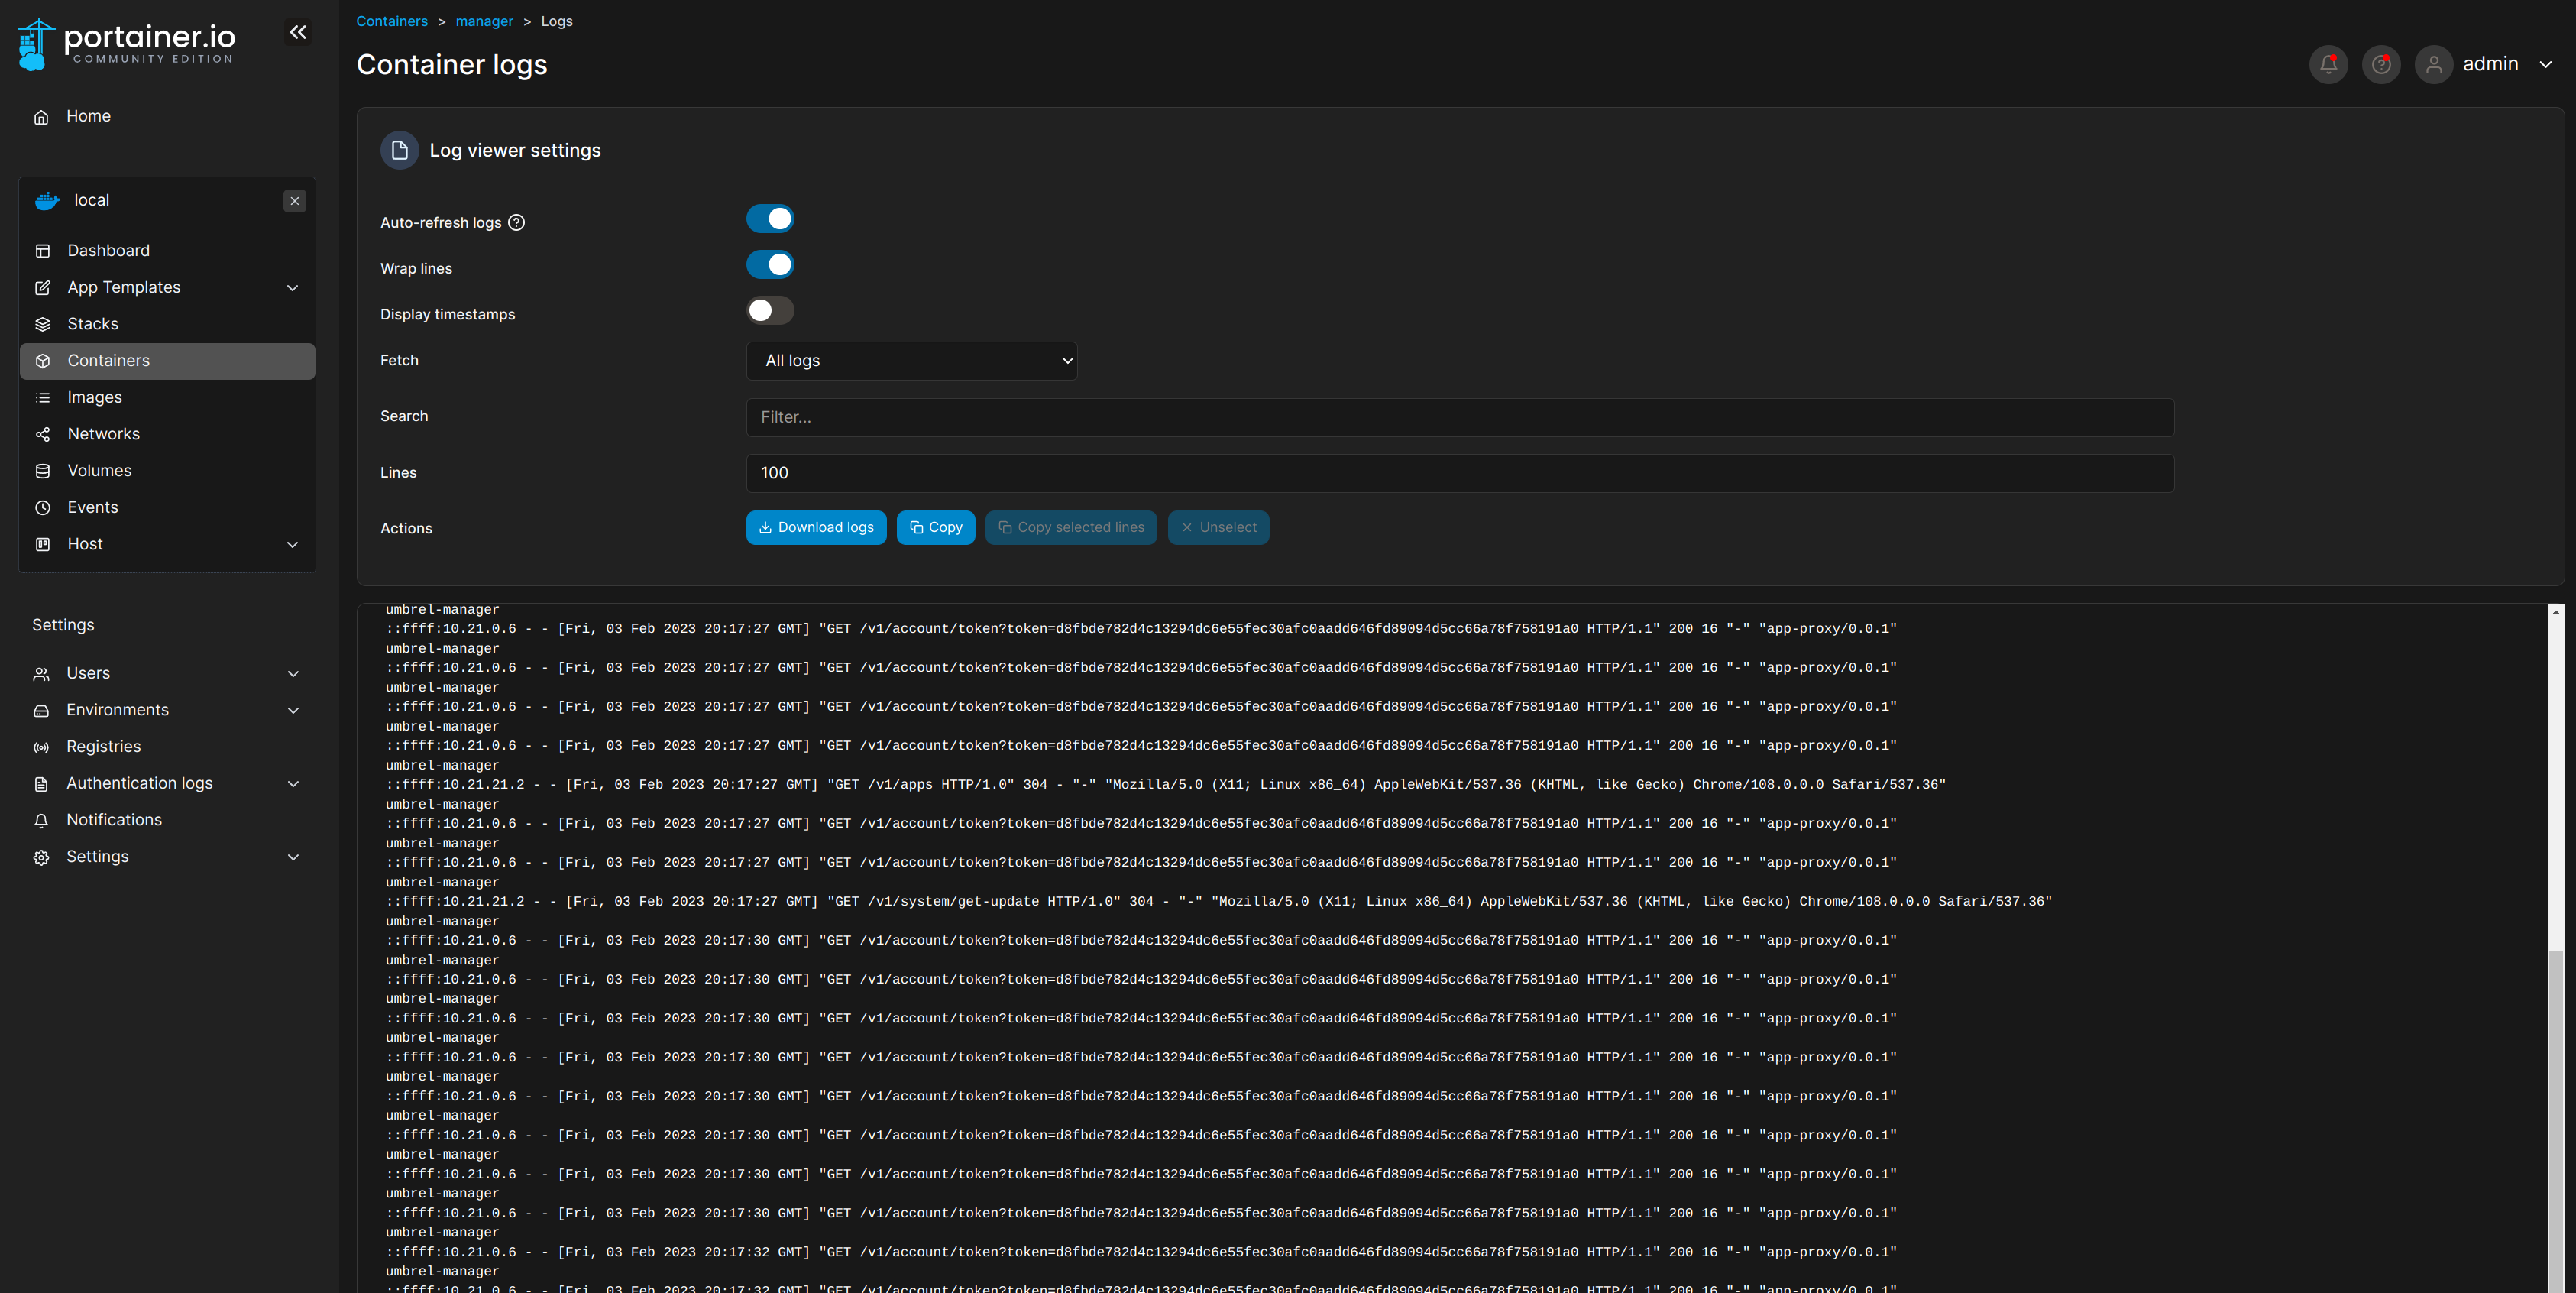 portainer.io
COMMUNITY EDITION
Home
local
Dashboard
App Templates
Stacks
Containers
Images
Networks
Volumes
Events
Host
Settings
Users
Environments
Registries
Authentication logs
Notifications
Settings
Containers > manager > Logs
Container logs
admin
Log viewer settings
Auto-refresh logs
Wrap lines
Display timestamps
Fetch All logs
Search Filter...
Lines 100
Actions Download logs Copy Copy selected lines Unselect
umbrel-manager
::ffff:10.21.0.6 - - [Fri, 03 Feb 2023 20:17:27 GMT] "GET /v1/account/token?token=d8fbde782d4c13294dc6e55fec30afc0aadd646fd89094d5cc66a78f758191a0 HTTP/1.1" 200 16 "-" "app-proxy/0.0.1"
umbrel-manager
::ffff:10.21.0.6 - - [Fri, 03 Feb 2023 20:17:27 GMT] "GET /v1/account/token?token=d8fbde782d4c13294dc6e55fec30afc0aadd646fd89094d5cc66a78f758191a0 HTTP/1.1" 200 16 "-" "app-proxy/0.0.1"
umbrel-manager
::ffff:10.21.0.6 - - [Fri, 03 Feb 2023 20:17:27 GMT] "GET /v1/account/token?token=d8fbde782d4c13294dc6e55fec30afc0aadd646fd89094d5cc66a78f758191a0 HTTP/1.1" 200 16 "-" "app-proxy/0.0.1"
umbrel-manager
::ffff:10.21.0.6 - - [Fri, 03 Feb 2023 20:17:27 GMT] "GET /v1/account/token?token=d8fbde782d4c13294dc6e55fec30afc0aadd646fd89094d5cc66a78f758191a0 HTTP/1.1" 200 16 "-" "app-proxy/0.0.1"
umbrel-manager
::ffff:10.21.21.2 - - [Fri, 03 Feb 2023 20:17:27 GMT] "GET /v1/apps HTTP/1.0" 304 - "-" "Mozilla/5.0 (X11; Linux x86_64) AppleWebKit/537.36 (KHTML, like Gecko) Chrome/108.0.0.0 Safari/537.36"
umbrel-manager
::ffff:10.21.0.6 - - [Fri, 03 Feb 2023 20:17:27 GMT] "GET /v1/account/token?token=d8fbde782d4c13294dc6e55fec30afc0aadd646fd89094d5cc66a78f758191a0 HTTP/1.1" 200 16 "-" "app-proxy/0.0.1"
umbrel-manager
::ffff:10.21.0.6 - - [Fri, 03 Feb 2023 20:17:27 GMT] "GET /v1/account/token?token=d8fbde782d4c13294dc6e55fec30afc0aadd646fd89094d5cc66a78f758191a0 HTTP/1.1" 200 16 "-" "app-proxy/0.0.1"
umbrel-manager
::ffff:10.21.21.2 - - [Fri, 03 Feb 2023 20:17:27 GMT] "GET /v1/system/get-update HTTP/1.0" 304 - "-" "Mozilla/5.0 (X11; Linux x86_64) AppleWebKit/537.36 (KHTML, like Gecko) Chrome/108.0.0.0 Safari/537.36"
umbrel-manager
::ffff:10.21.0.6 - - [Fri, 03 Feb 2023 20:17:30 GMT] "GET /v1/account/token?token=d8fbde782d4c13294dc6e55fec30afc0aadd646fd89094d5cc66a78f758191a0 HTTP/1.1" 200 16 "-" "app-proxy/0.0.1"
umbrel-manager
::ffff:10.21.0.6 - - [Fri, 03 Feb 2023 20:17:30 GMT] "GET /v1/account/token?token=d8fbde782d4c13294dc6e55fec30afc0aadd646fd89094d5cc66a78f758191a0 HTTP/1.1" 200 16 "-" "app-proxy/0.0.1"
umbrel-manager
::ffff:10.21.0.6 - - [Fri, 03 Feb 2023 20:17:30 GMT] "GET /v1/account/token?token=d8fbde782d4c13294dc6e55fec30afc0aadd646fd89094d5cc66a78f758191a0 HTTP/1.1" 200 16 "-" "app-proxy/0.0.1"
umbrel-manager
::ffff:10.21.0.6 - - [Fri, 03 Feb 2023 20:17:30 GMT] "GET /v1/account/token?token=d8fbde782d4c13294dc6e55fec30afc0aadd646fd89094d5cc66a78f758191a0 HTTP/1.1" 200 16 "-" "app-proxy/0.0.1"
umbrel-manager
::ffff:10.21.0.6 - - [Fri, 03 Feb 2023 20:17:30 GMT] "GET /v1/account/token?token=d8fbde782d4c13294dc6e55fec30afc0aadd646fd89094d5cc66a78f758191a0 HTTP/1.1" 200 16 "-" "app-proxy/0.0.1"
umbrel-manager
::ffff:10.21.0.6 - - [Fri, 03 Feb 2023 20:17:30 GMT] "GET /v1/account/token?token=d8fbde782d4c13294dc6e55fec30afc0aadd646fd89094d5cc66a78f758191a0 HTTP/1.1" 200 16 "-" "app-proxy/0.0.1"
umbrel-manager
::ffff:10.21.0.6 - - [Fri, 03 Feb 2023 20:17:30 GMT] "GET /v1/account/token?token=d8fbde782d4c13294dc6e55fec30afc0aadd646fd89094d5cc66a78f758191a0 HTTP/1.1" 200 16 "-" "app-proxy/0.0.1"
umbrel-manager
::ffff:10.21.0.6 - - [Fri, 03 Feb 2023 20:17:30 GMT] "GET /v1/account/token?token=d8fbde782d4c13294dc6e55fec30afc0aadd646fd89094d5cc66a78f758191a0 HTTP/1.1" 200 16 "-" "app-proxy/0.0.1"
umbrel-manager
::ffff:10.21.0.6 - - [Fri, 03 Feb 2023 20:17:32 GMT] "GET /v1/account/token?token=d8fbde782d4c13294dc6e55fec30afc0aadd646fd89094d5cc66a78f758191a0 HTTP/1.1" 200 16 "-" "app-proxy/0.0.1"
umbrel-manager
::ffff:10.21.0.6 - - [Fri, 03 Feb 2023 20:17:32 GMT] "GET /v1/account/token?token=d8fbde782d4c13294dc6e55fec30afc0aadd646fd89094d5cc66a78f758191a0 HTTP/1.1" 200 16 "-" "app-proxy/0.0.1"